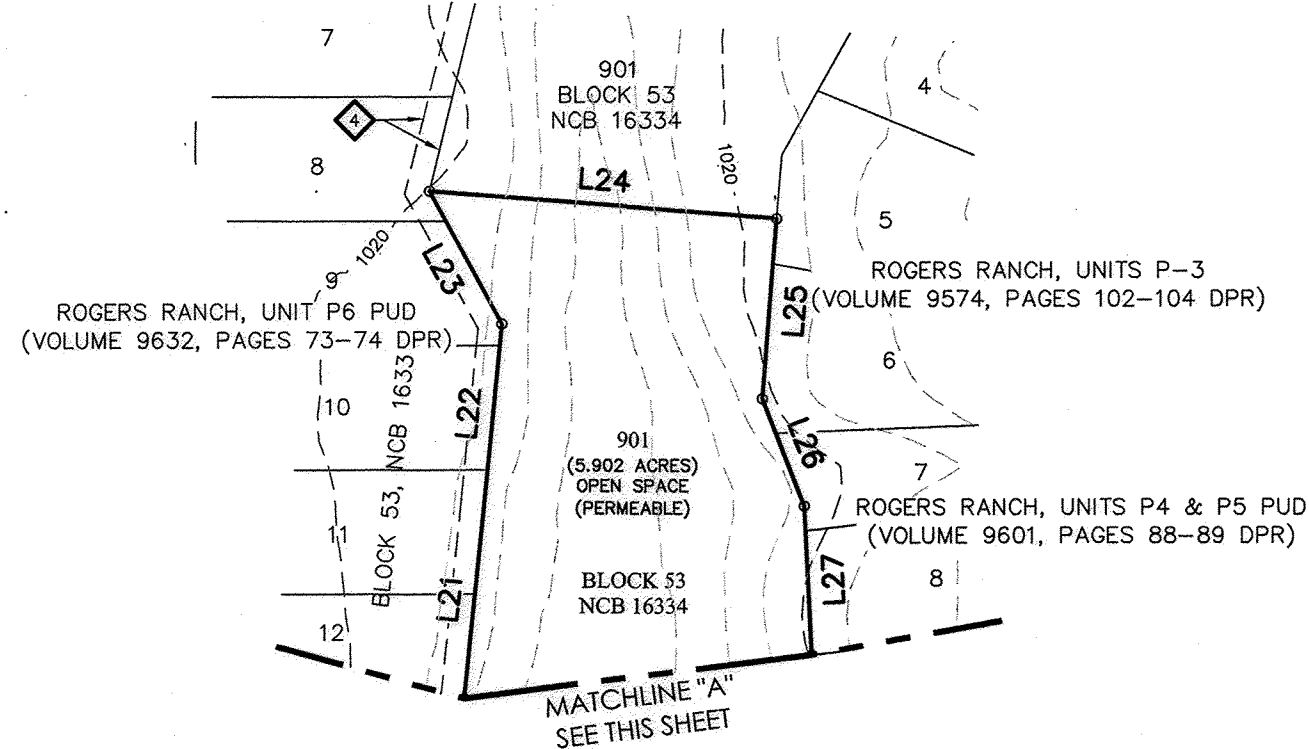 7
901
BLOCK 53
NCB 16334
4
4
8
1020
L24
5
1020
L23
9
ROGERS RANCH, UNITS P-3
(VOLUME 9574, PAGES 102-104 DPR)
L25
ROGERS RANCH, UNIT P6 PUD
(VOLUME 9632, PAGES 73-74 DPR)
6
10
L22
BLOCK 53, NCB 1633
L26
901
(5.902 ACRES)
OPEN SPACE
(PERMEABLE)
7
ROGERS RANCH, UNITS P4 & P5 PUD
(VOLUME 9601, PAGES 88-89 DPR)
11
L21
BLOCK 53
NCB 16334
L27
8
12
MATCHLINE "A"
SEE THIS SHEET